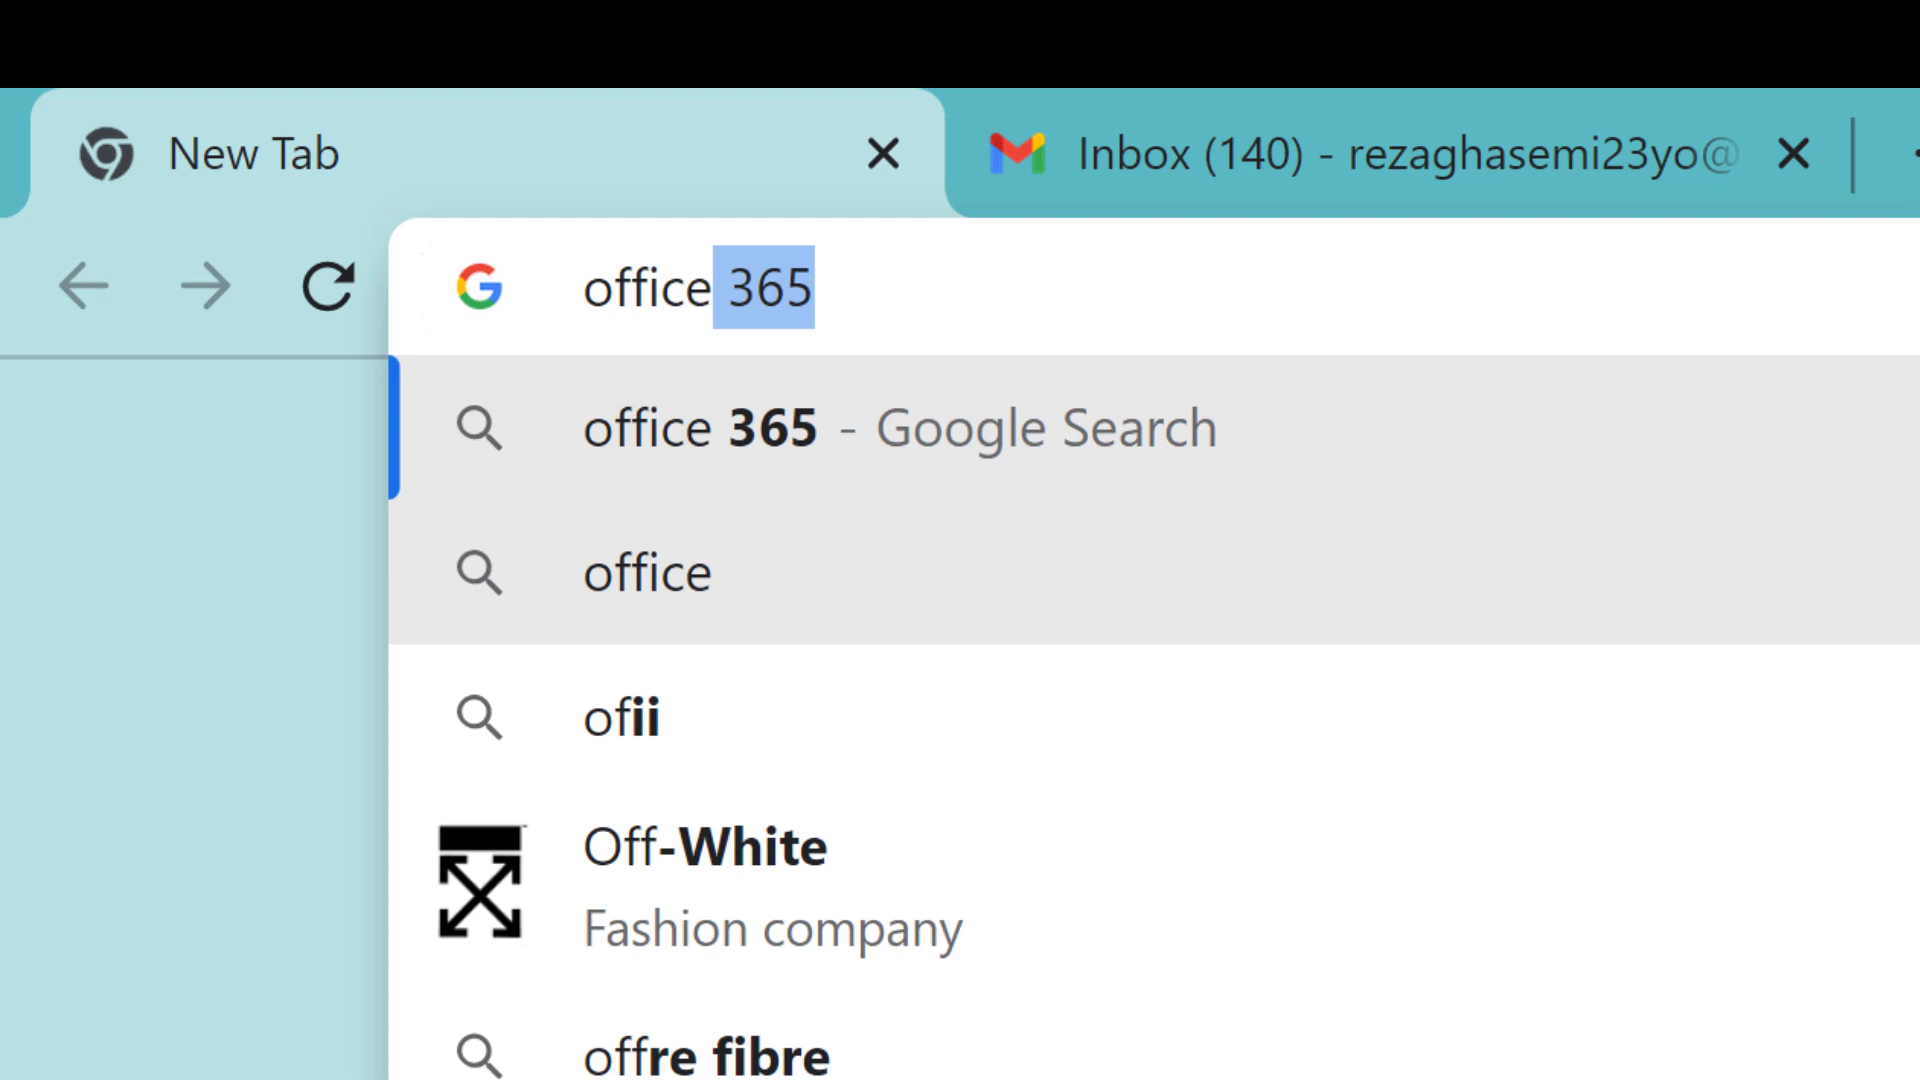 New Tab
Inbox (140) - rezaghasemi23yo@
office 365
office 365 - Google Search
office
ofii
Off-White
Fashion company
offre fibre